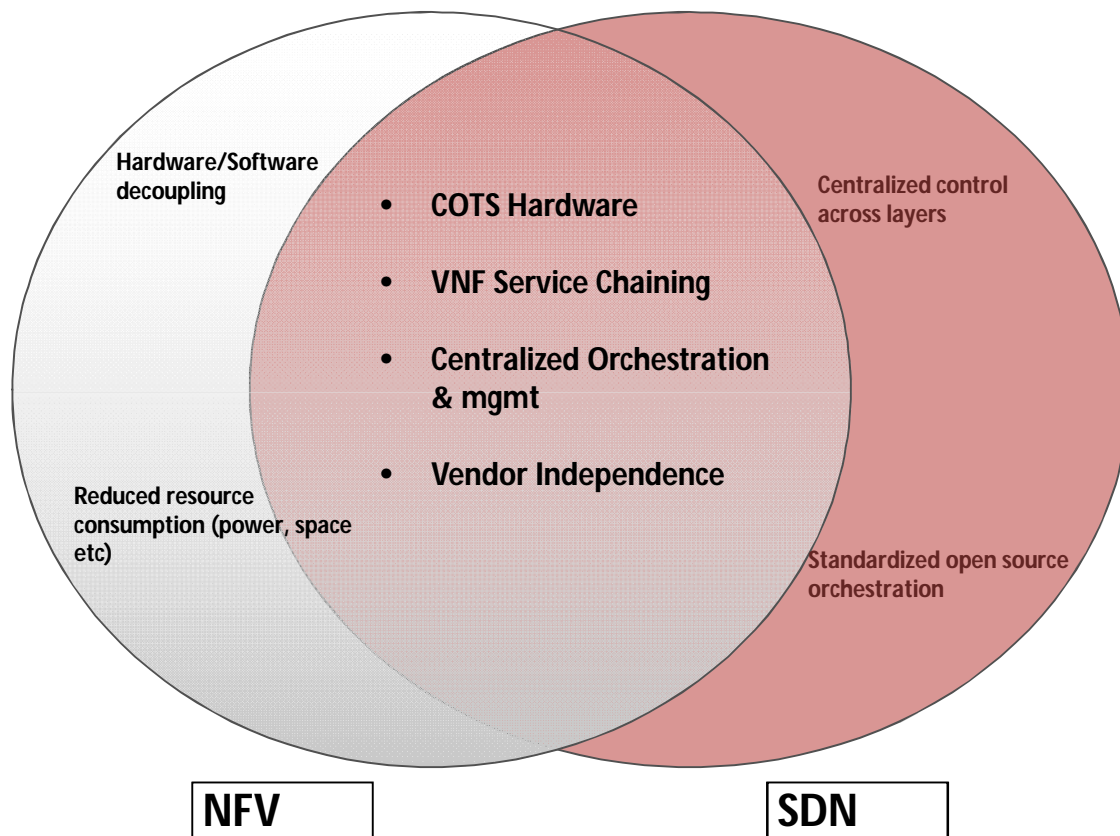 Hardware/Software
decoupling
Reduced resource
consumption (power, space
etc)
• COTS Hardware
• VNF Service Chaining
• Centralized Orchestration
& mgmt
• Vendor Independence
Centralized control
across layers
Standardized open source
orchestration
NFV
SDN